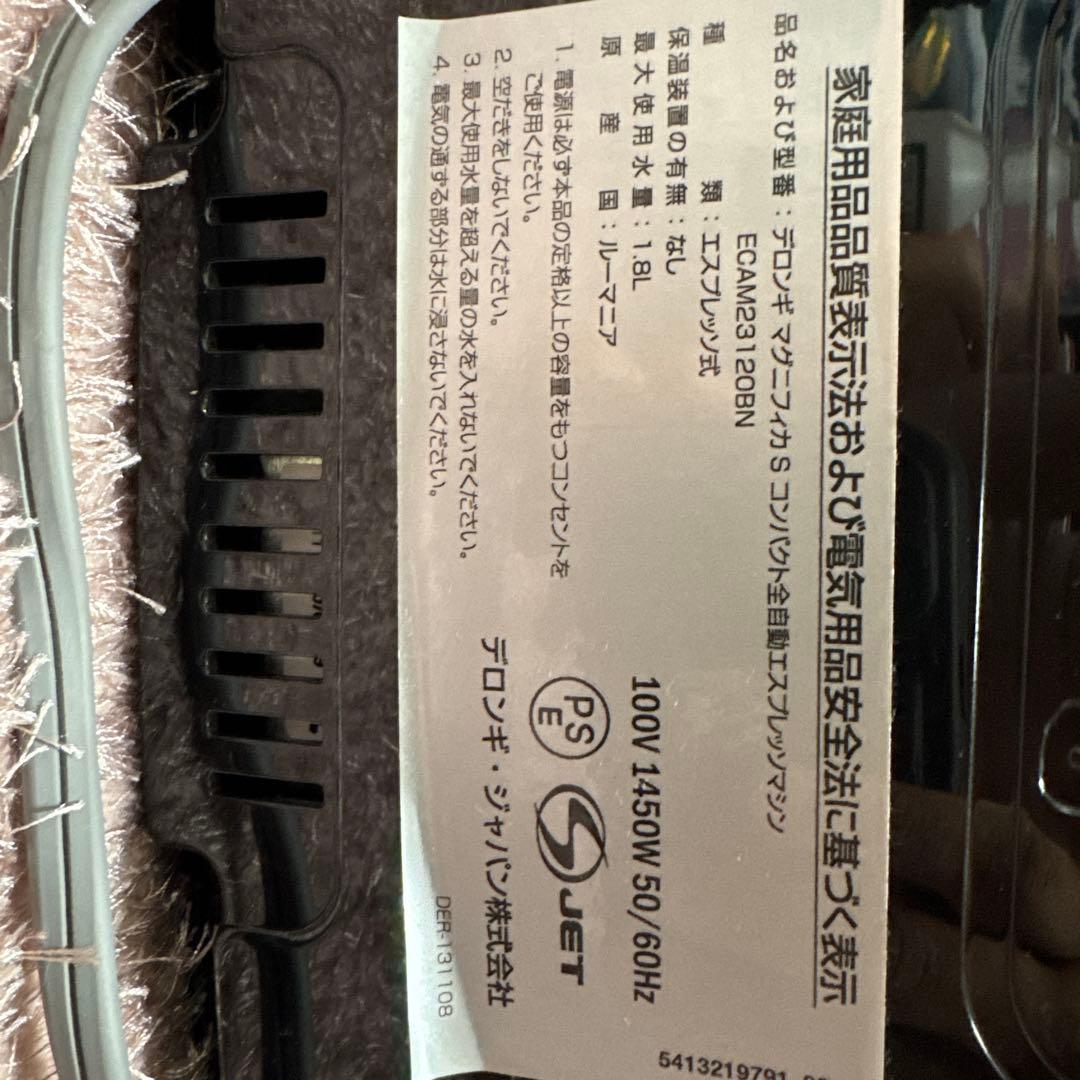 家庭用品品質表示法および電気用品安全法に基づく表示
品名および型番：デロンギ マグニフィカS コンパクト全自動エスプレッソマシン
ECAM23120BN
種類：エスプレッソ式
保温装置の有無：なし
最大使用水量：1.8L
原産国：ルーマニア
1. 電源は必ず本品の定格以上の容量をもつコンセントを
ご使用ください。
2. 空だきをしないでください。
3. 最大使用水量を超える量の水を入れないでください。
4. 電気の通ずる部分は水に浸さないでください。
100V 1450W 50/60Hz
PS
E
JET
デロンギ・ジャパン株式会社
DER-131108
5413219791